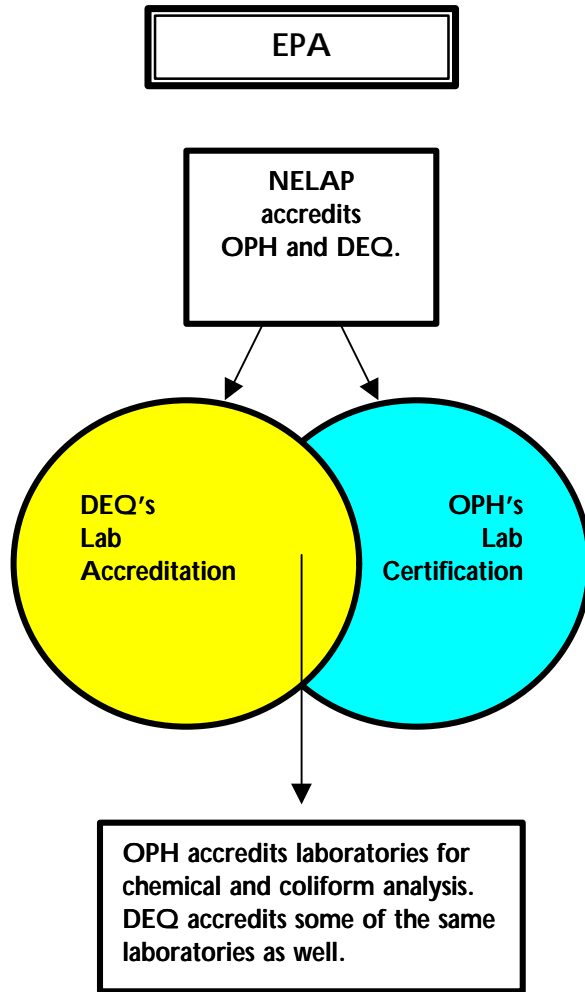 EPA
NELAP
accredits
OPH and DEQ.
DEQ's
Lab
Accreditation
OPH's
Lab
Certification
OPH accredits laboratories for
chemical and coliform analysis.
DEQ accredits some of the same
laboratories as well.